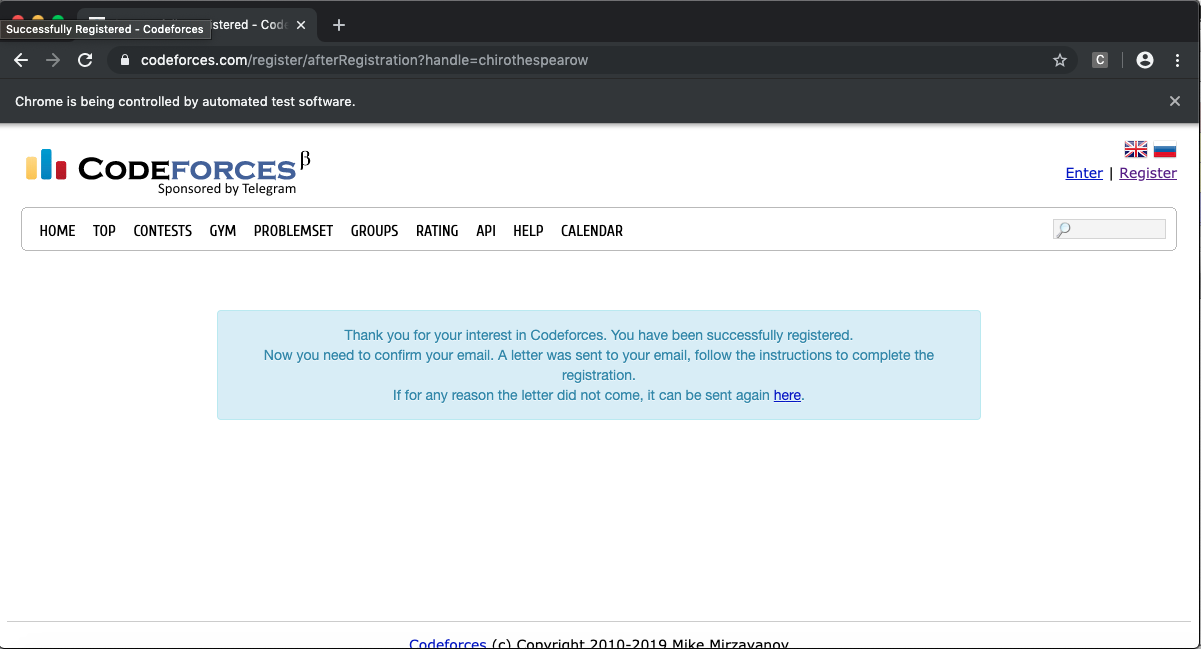 stered - Cod
Successfully Registered - Codeforces
codeforces.com/register/afterRegistration?handle=chirothespearow
C
Chrome is being controlled by automated test software.
CODEFORCES β
Sponsored by Telegram
Enter | Register
HOME TOP CONTESTS GYM PROBLEMSET GROUPS RATING API HELP CALENDAR
Thank you for your interest in Codeforces. You have been successfully registered.
Now you need to confirm your email. A letter was sent to your email, follow the instructions to complete the
registration.
If for any reason the letter did not come, it can be sent again here.
Codeforces (c) Copyright 2010-2019 Mike Mirzayanov